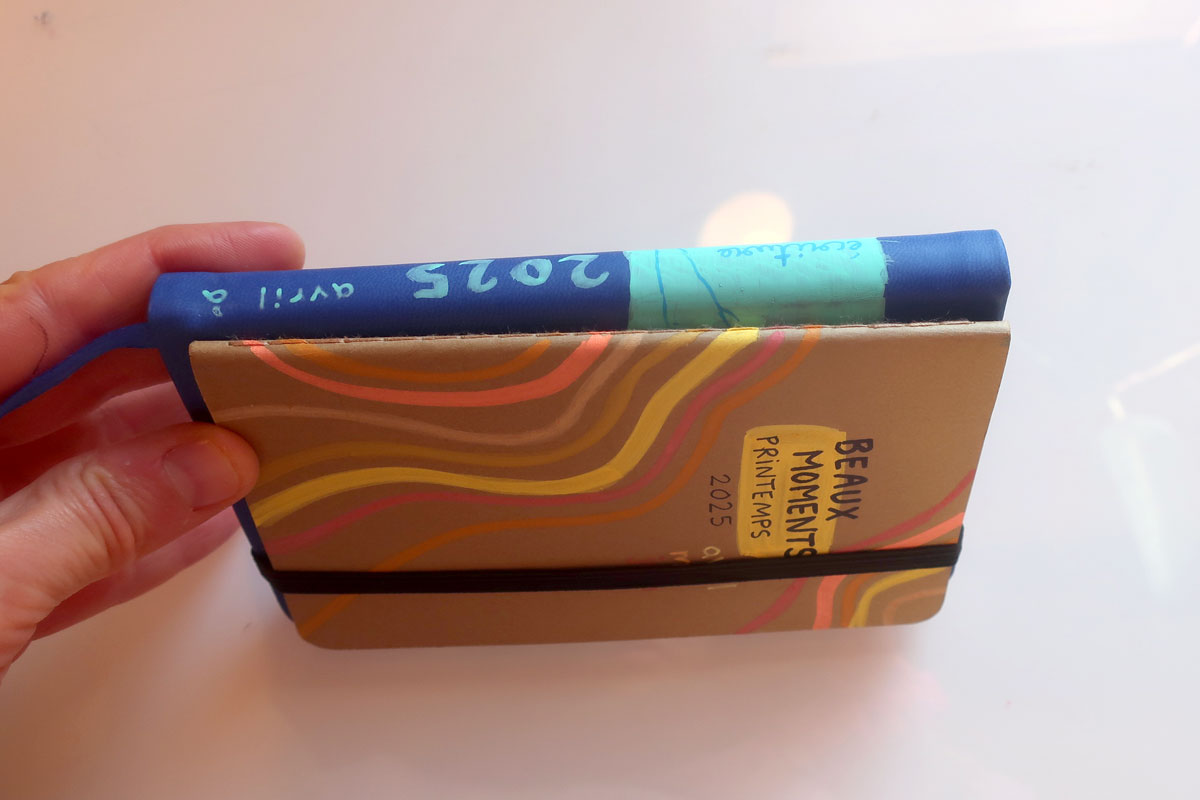 écriture
2025
avril à
BEAUX
MOMENTS
PRINTEMPS
2025